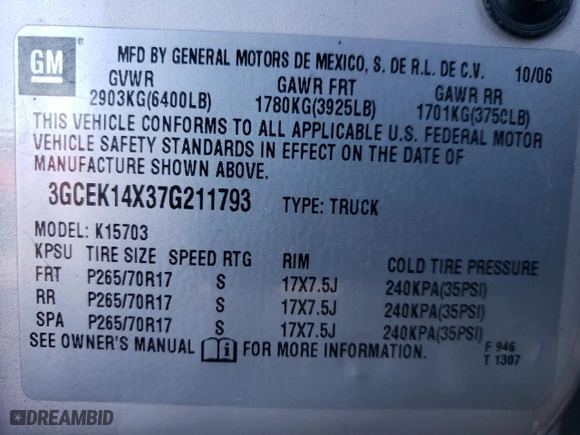 GM
MFD BY GENERAL MOTORS DE MEXICO, S. DE R.L. DE C.V. 10/06
GVWR GAWR FRT GAWR RR
2903KG(6400LB) 1780KG(3925LB) 1701KG(375CLB)
THIS VEHICLE CONFORMS TO ALL APPLICABLE U.S. FEDERAL MOTOR
VEHICLE SAFETY STANDARDS IN EFFECT ON THE DATE OF
MANUFACTURE SHOWN ABOVE.
3GCEK14X37G211793 TYPE: TRUCK
MODEL: K15703
KPSU TIRE SIZE SPEED RTG RIM COLD TIRE PRESSURE
FRT P265/70R17 S 17X7.5J 240KPA(35PSI)
RR P265/70R17 S 17X7.5J 240KPA(35PSI)
SPA P265/70R17 S 17X7.5J 240KPA(35PSI)
SEE OWNER'S MANUAL i FOR MORE INFORMATION.
F 946
T 1307
DREAMBID